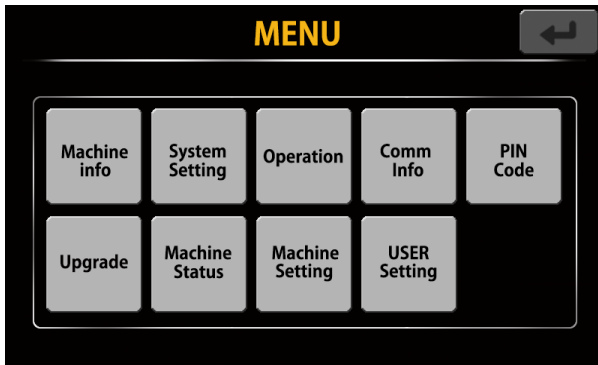 MENU
Machine
info
System
Setting
Operation
Comm
Info
PIN
Code
Upgrade
Machine
Status
Machine
Setting
USER
Setting